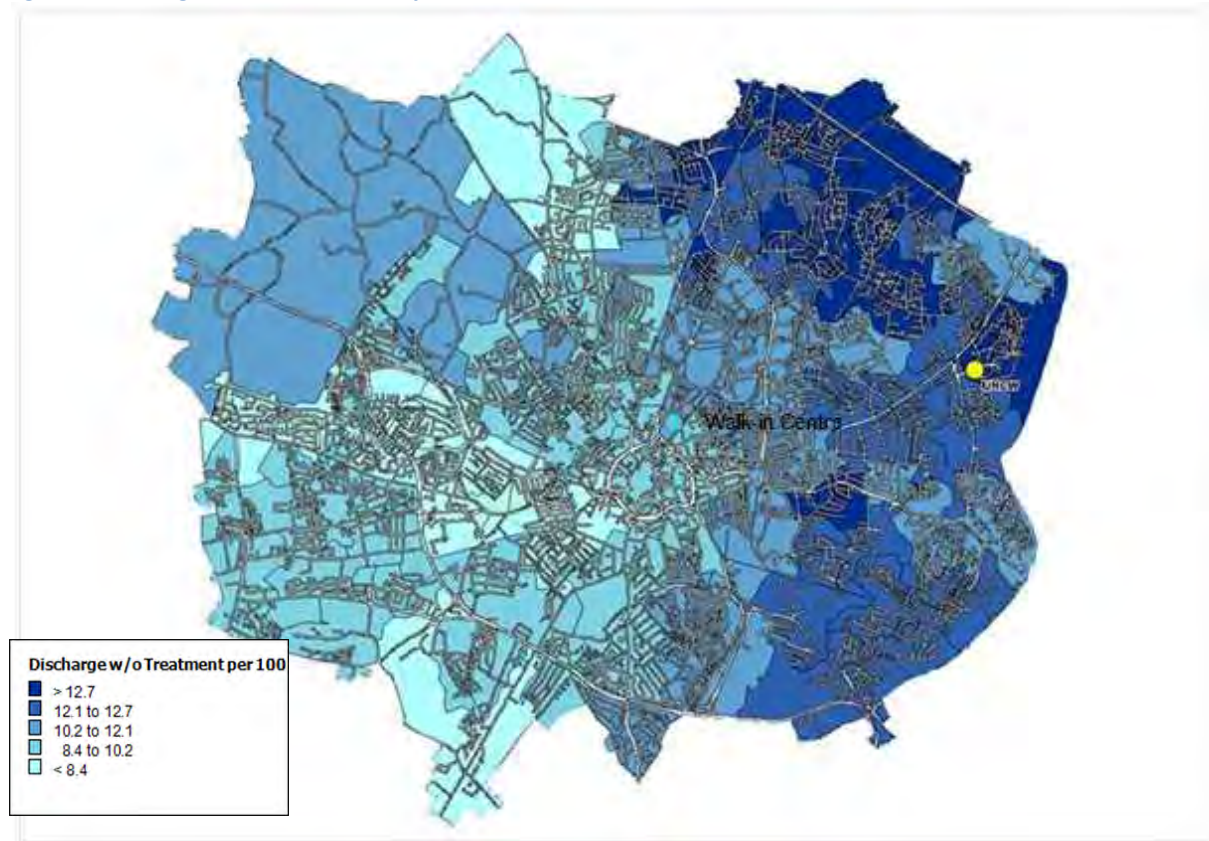 Walk-in Centre
UHCW
Discharge w/o Treatment per 100
> 12.7
12.1 to 12.7
10.2 to 12.1
8.4 to 10.2
< 8.4